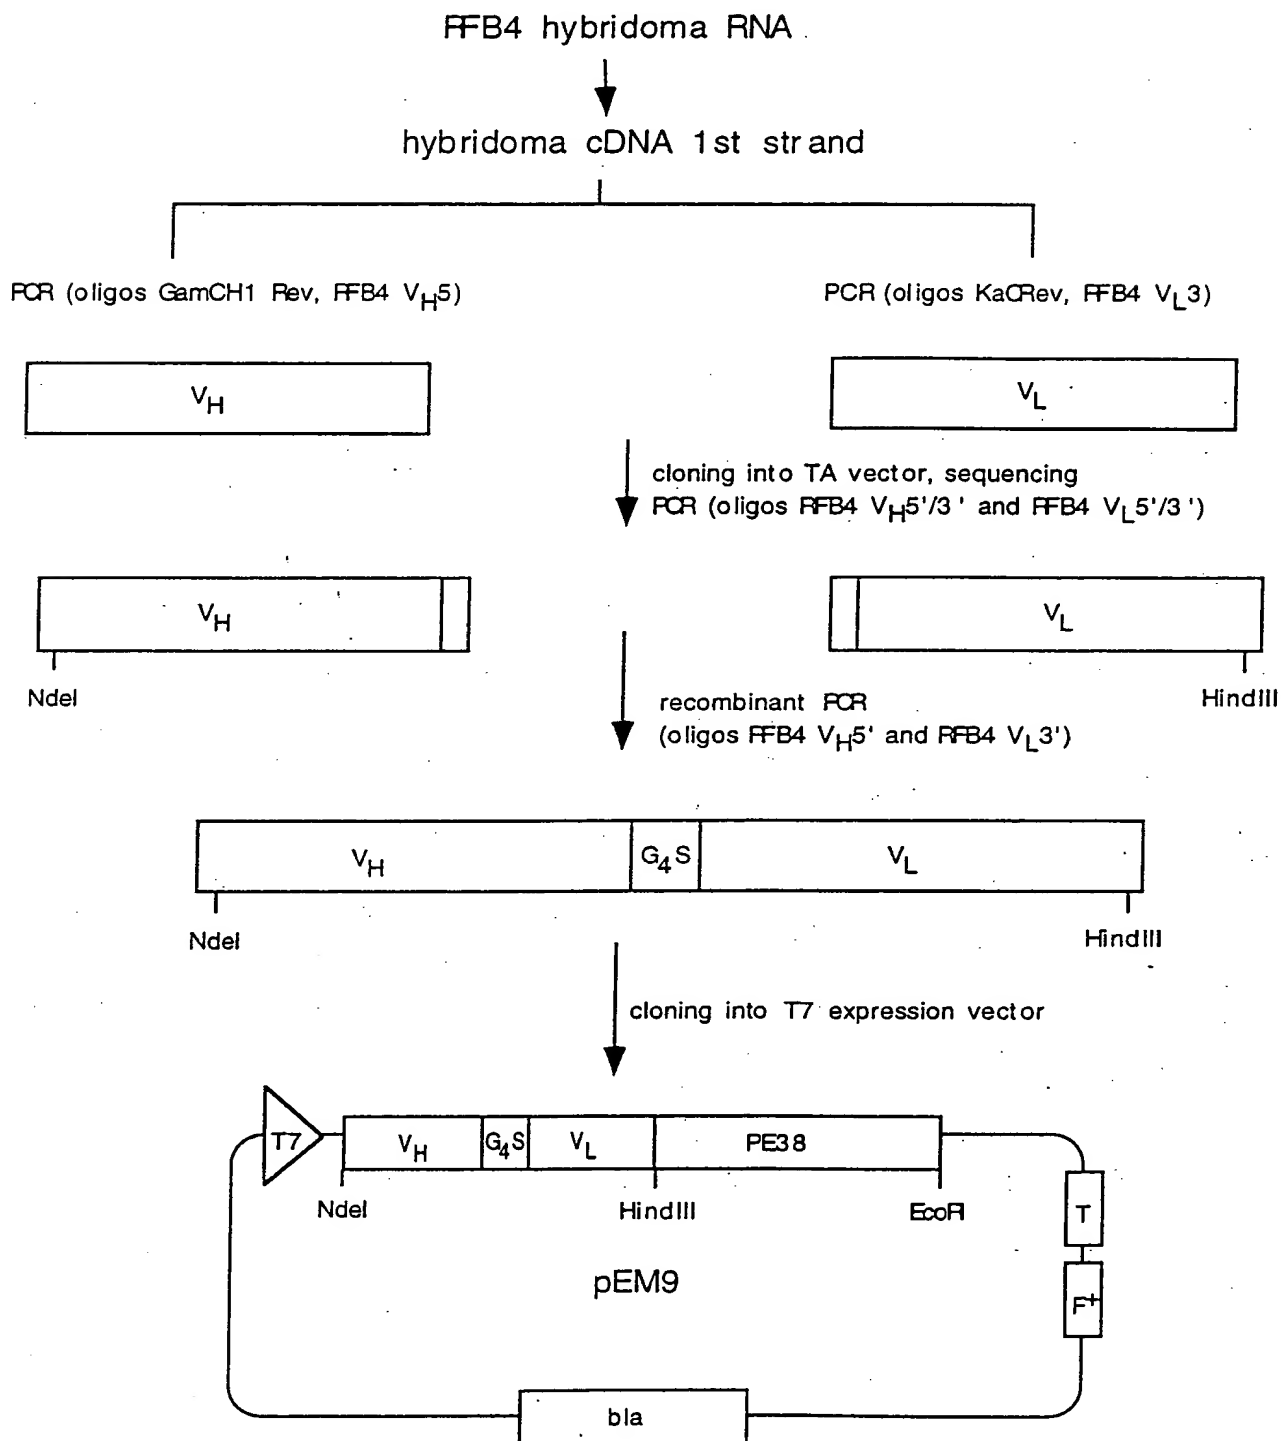 RFB4 hybridoma RNA
hybridoma cDNA 1st strand
PCR (oligos GamCH1 Rev, RFB4 VH5)
PCR (oligos KaCRev, RFB4 VL3)
VH
VL
cloning into TA vector, sequencing
PCR (oligos RFB4 VH5'/3' and RFB4 VL5'/3')
VH
VL
NdeI
HindIII
recombinant PCR
(oligos RFB4 VH5' and RFB4 VL3')
VH
G4S
VL
NdeI
HindIII
cloning into T7 expression vector
T7
VH
G4S
VL
PE38
NdeI
HindIII
EcoRI
T
pEM9
F+
bla